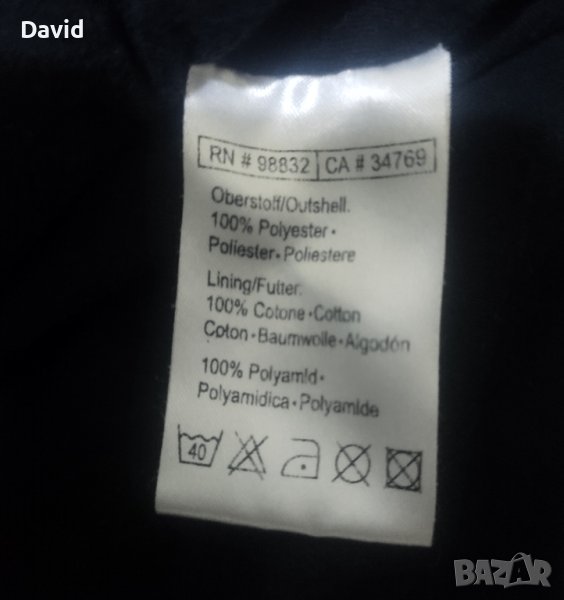 David
RN # 98832 CA # 34769
Oberstoff/Outshell.
100% Polyester •
Poliester • Poliestere
Lining/Futter:
100% Cotone • Cotton
Coton • Baumwolle • Algodón
100% Polyamid •
Polyamidica • Polyamide
40
BAZAR